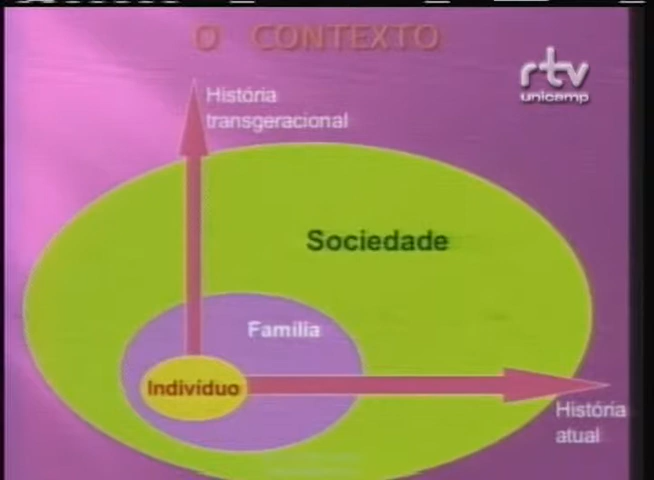 O CONTEXTO
rtv
unicamp
História
transgeracional
Sociedade
Família
Indivíduo
História
atual